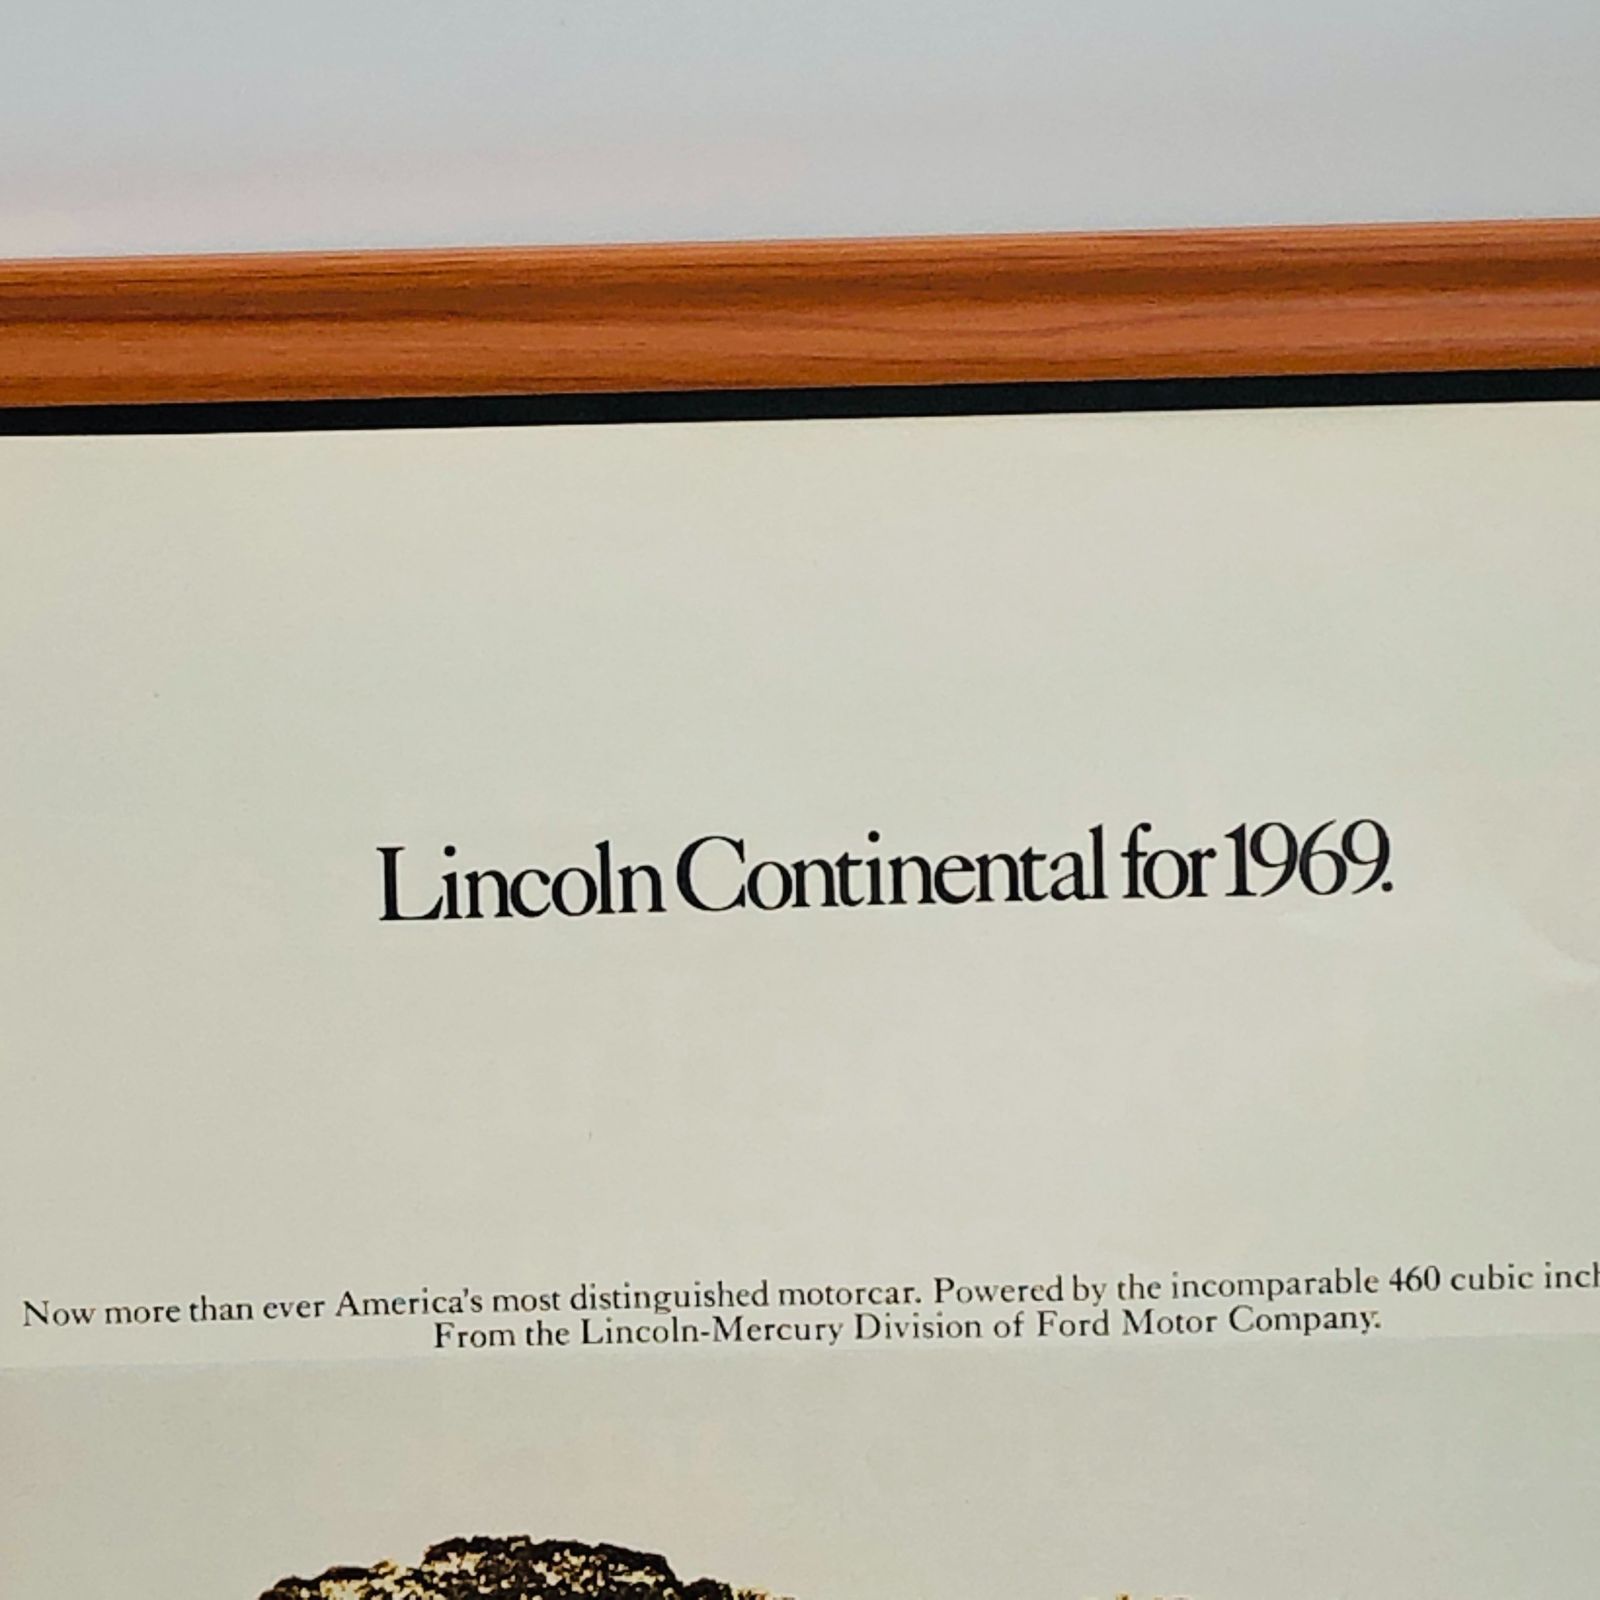 Lincoln Continental for 1969.
Now more than ever America's most distinguished motorcar. Powered by the incomparable 460 cubic
From the Lincoln-Mercury Division of Ford Motor Company.